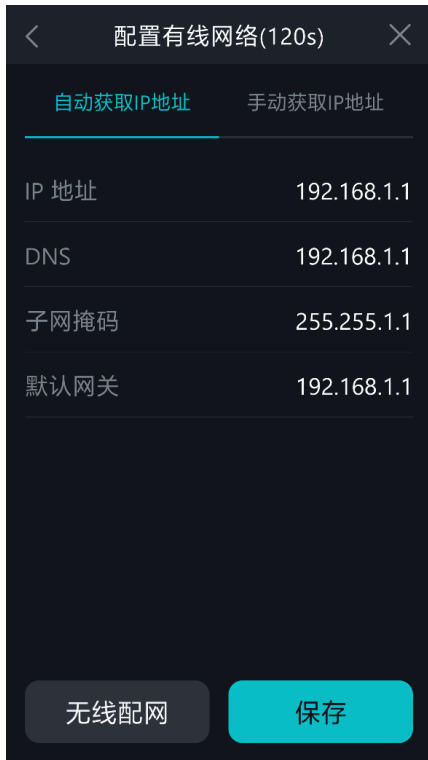 配置有线网络(120s)
自动获取IP地址 手动获取IP地址
IP 地址 192.168.1.1
DNS 192.168.1.1
子网掩码 255.255.1.1
默认网关 192.168.1.1
无线配网 保存